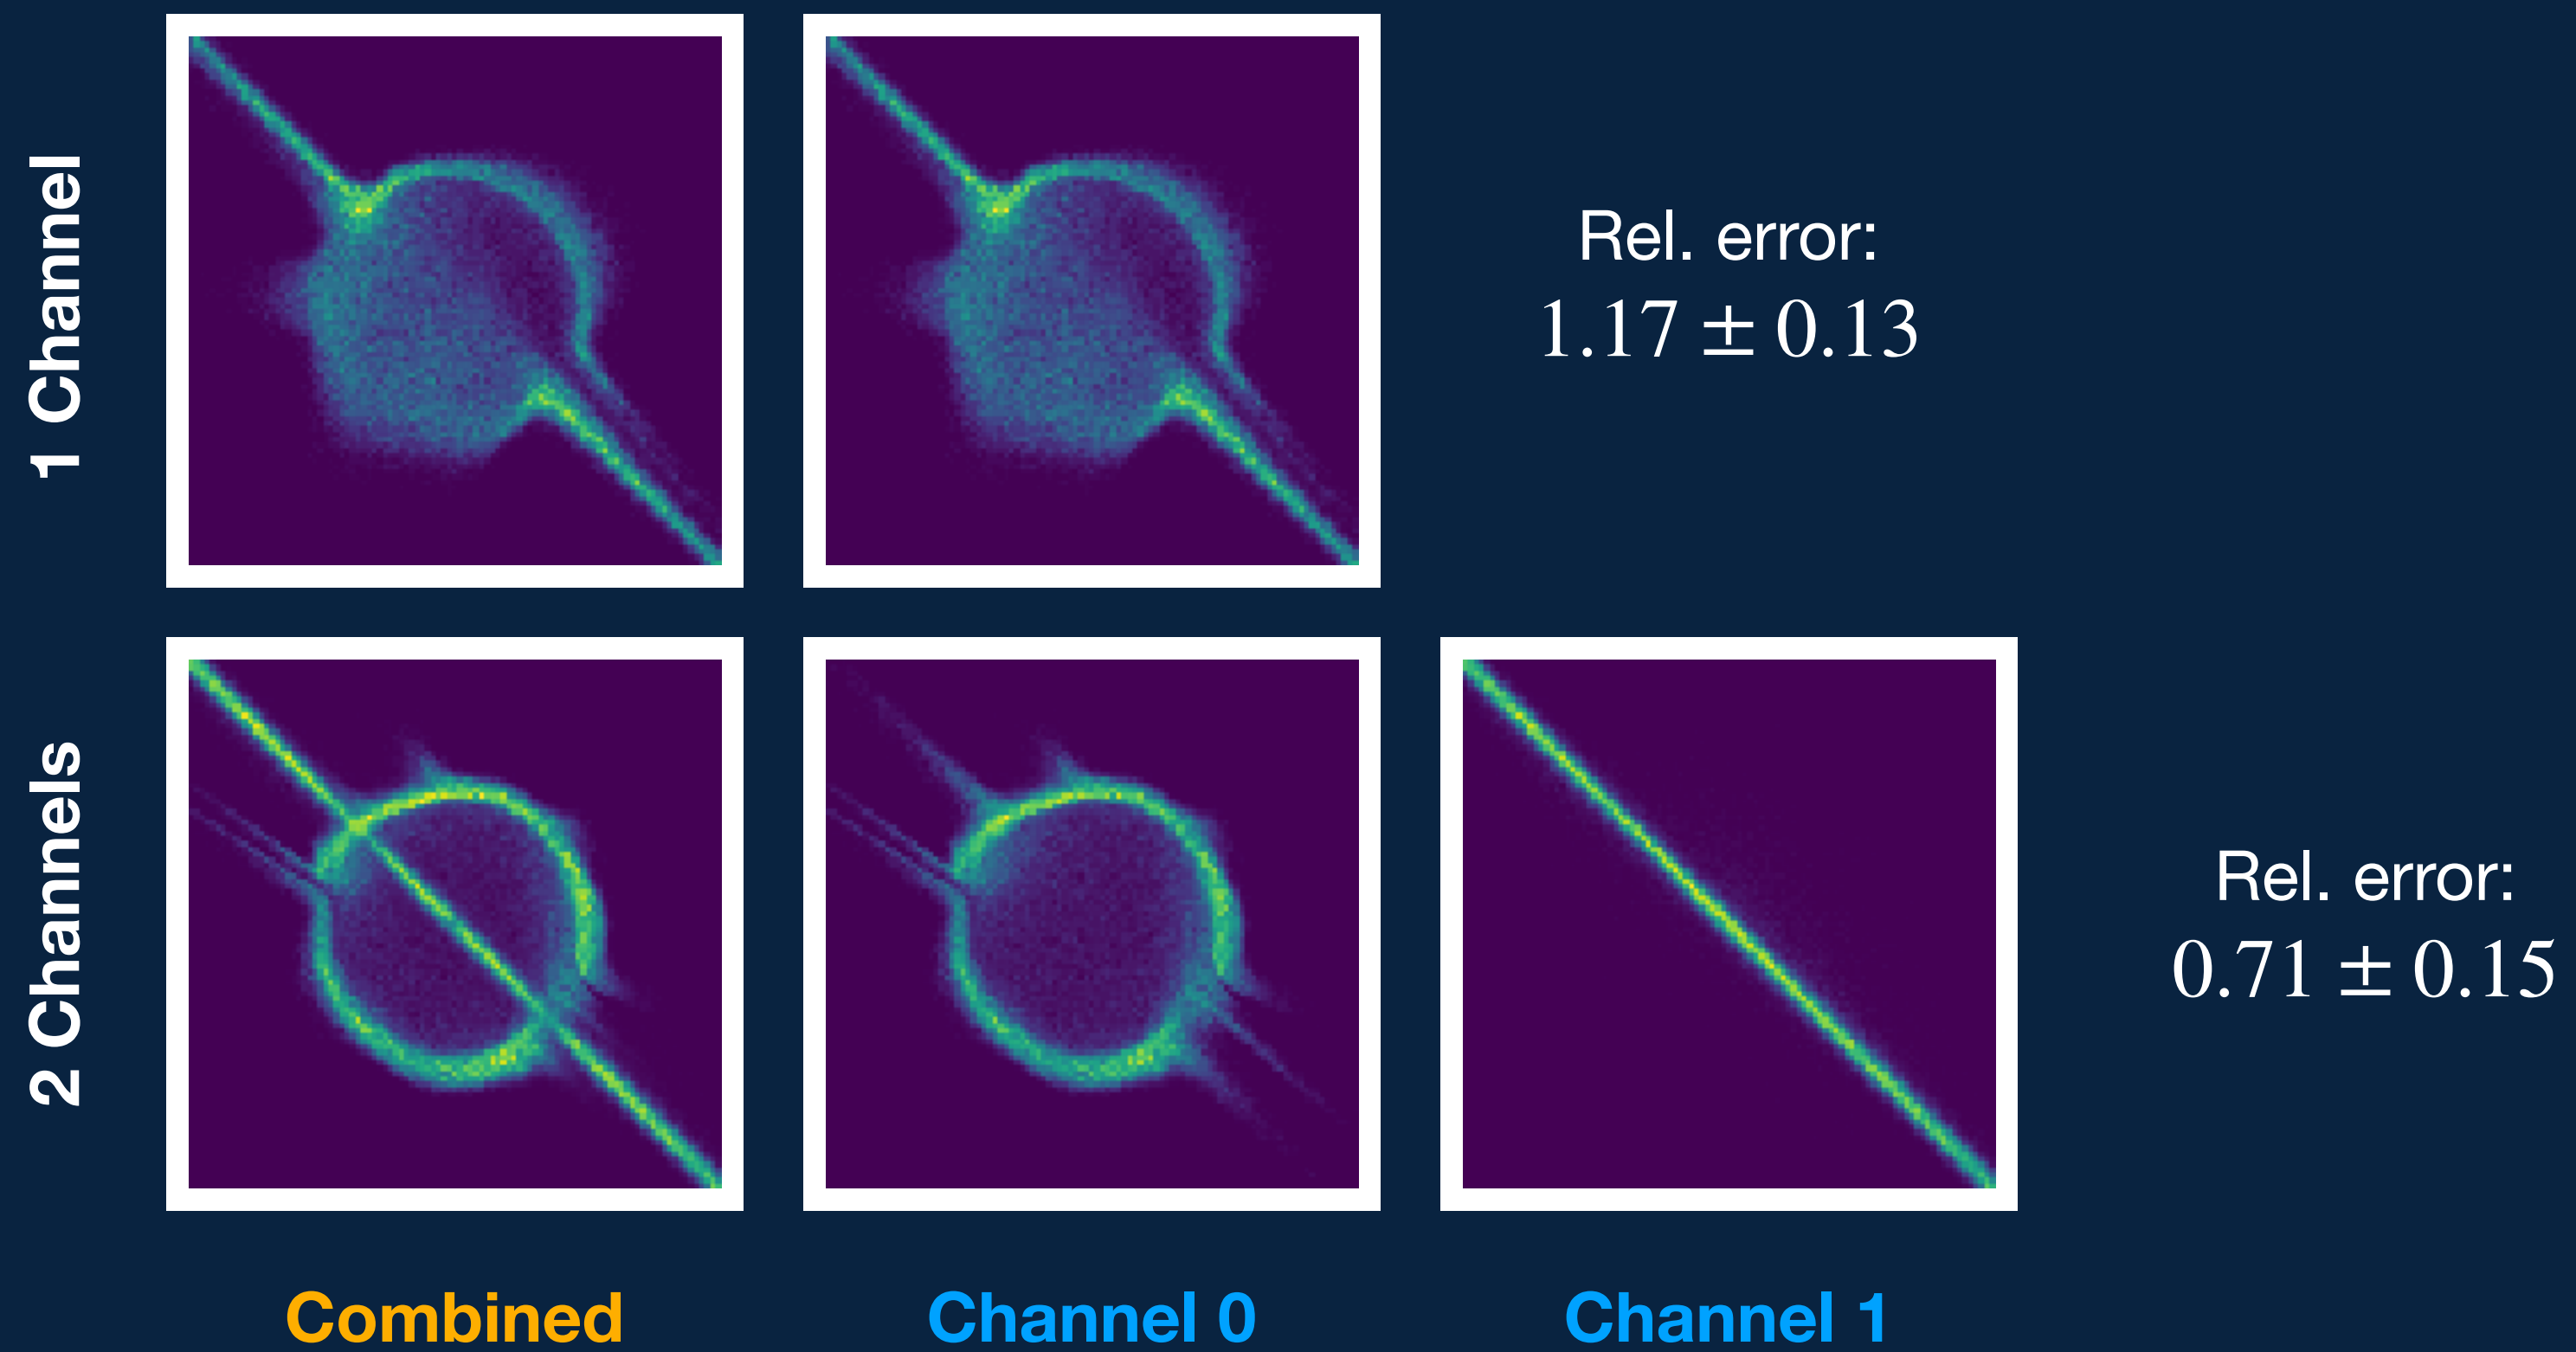 1 Channel
Rel. error:
1.17 ± 0.13
2 Channels
Rel. error:
0.71 ± 0.15
Combined
Channel 0
Channel 1